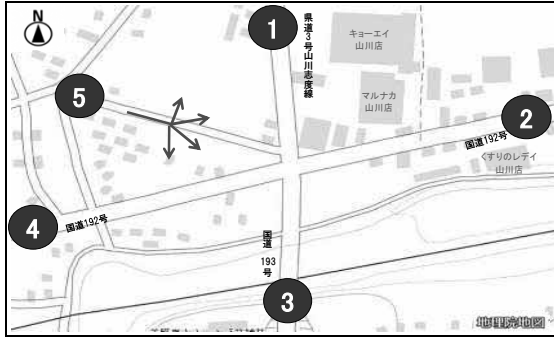 N
1
県道3号山川志度線
キョーエイ
山川店
マルナカ
山川店
5
2
国道192号
くすりのレディ
山川店
4
国道192号
国道
193
号
3
地理院地図